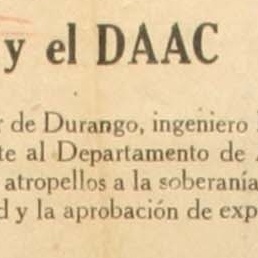 y el DAAC
r de Durango, ingeniero
te al Departamento de
atropellos a la soberanía
d y la aprobación de exp